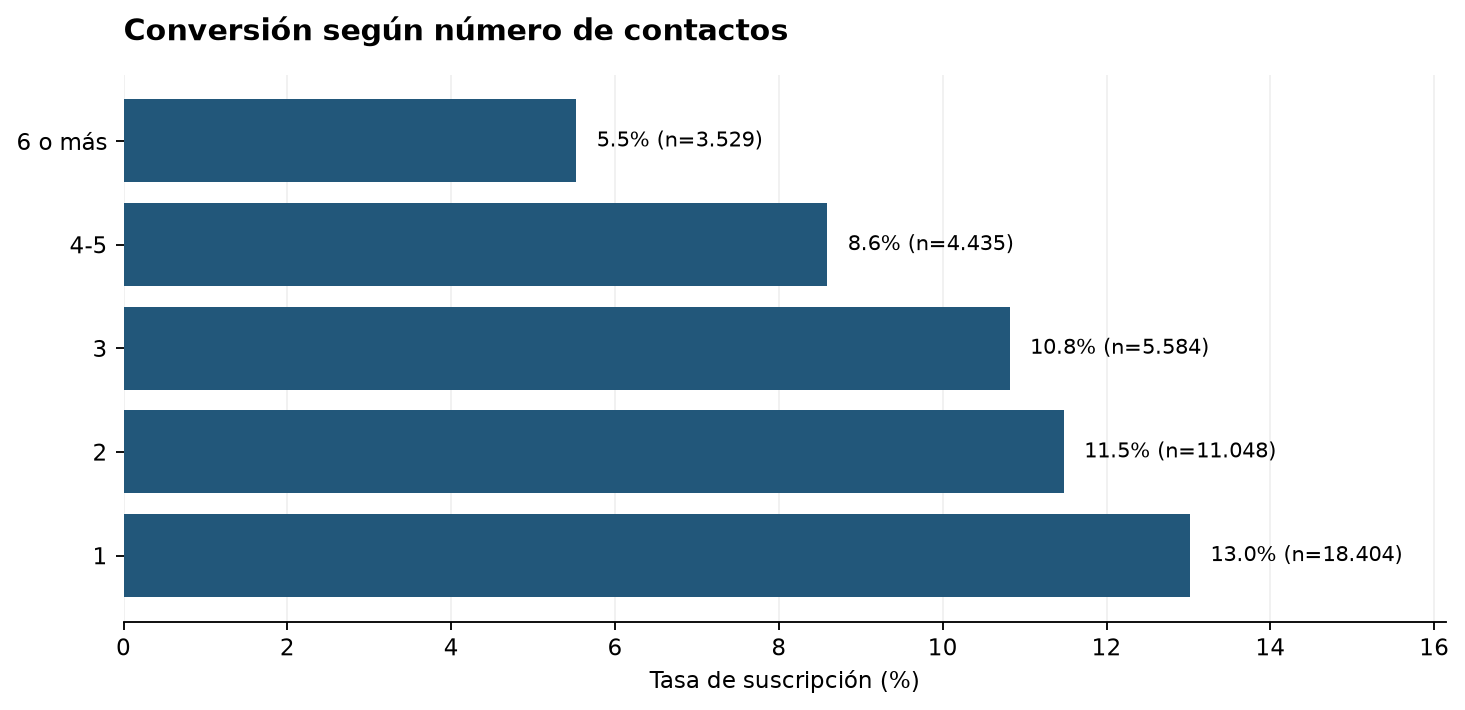 Conversión según número de contactos
6 o más
5.5% (n=3.529)
4-5
8.6% (n=4.435)
3
10.8% (n=5.584)
2
11.5% (n=11.048)
1
13.0% (n=18.404)
0 2 4 6 8 10 12 14 16
Tasa de suscripción (%)